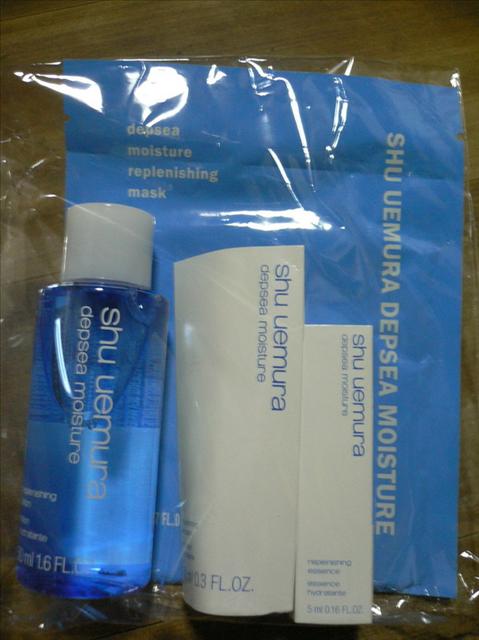 depsea
moisture
replenishing
mask
SHU UEMURA DEPSEA MOISTURE
shu uemura
depsea moisture
hydratante
ml 1.6 FL.
shu uemura
depsea moisture
0.3 FL.OZ.
shu uemura
depsea moisture
replenishing
essence
essence
hydratante
5 ml 0.16 FL.OZ.